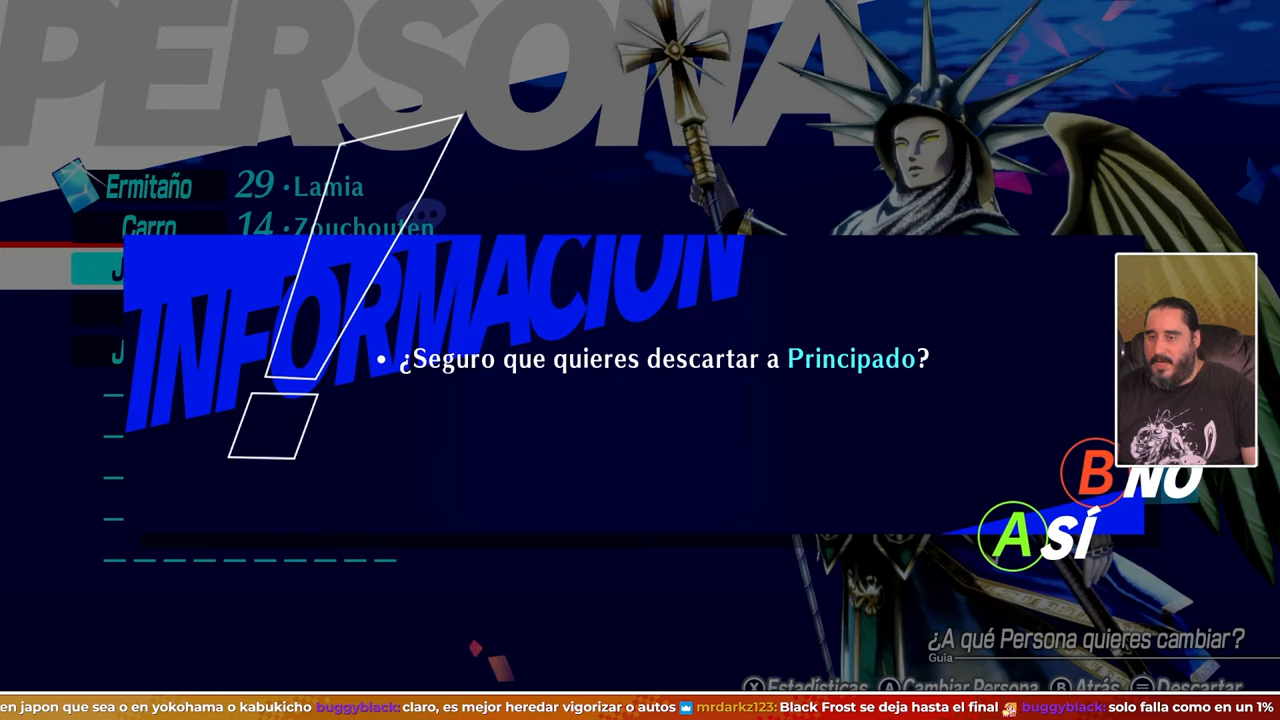 PERSONA
Ermitaño 29 · Lamia
Carro 14 · Zouchouten
J
INFORMACIÓN
• ¿Seguro que quieres descartar a Principado?
J
B NO
A SÍ
¿A qué Persona quieres cambiar?
Guía
X Estadísticas A Cambiar Persona B Atrás Descartar
en japon que sea o en yokohama o kabukicho buggyblack: claro, es mejor heredar vigorizar o autos mrdarkz123: Black Frost se deja hasta el final buggyblack: solo falla como en un 1%